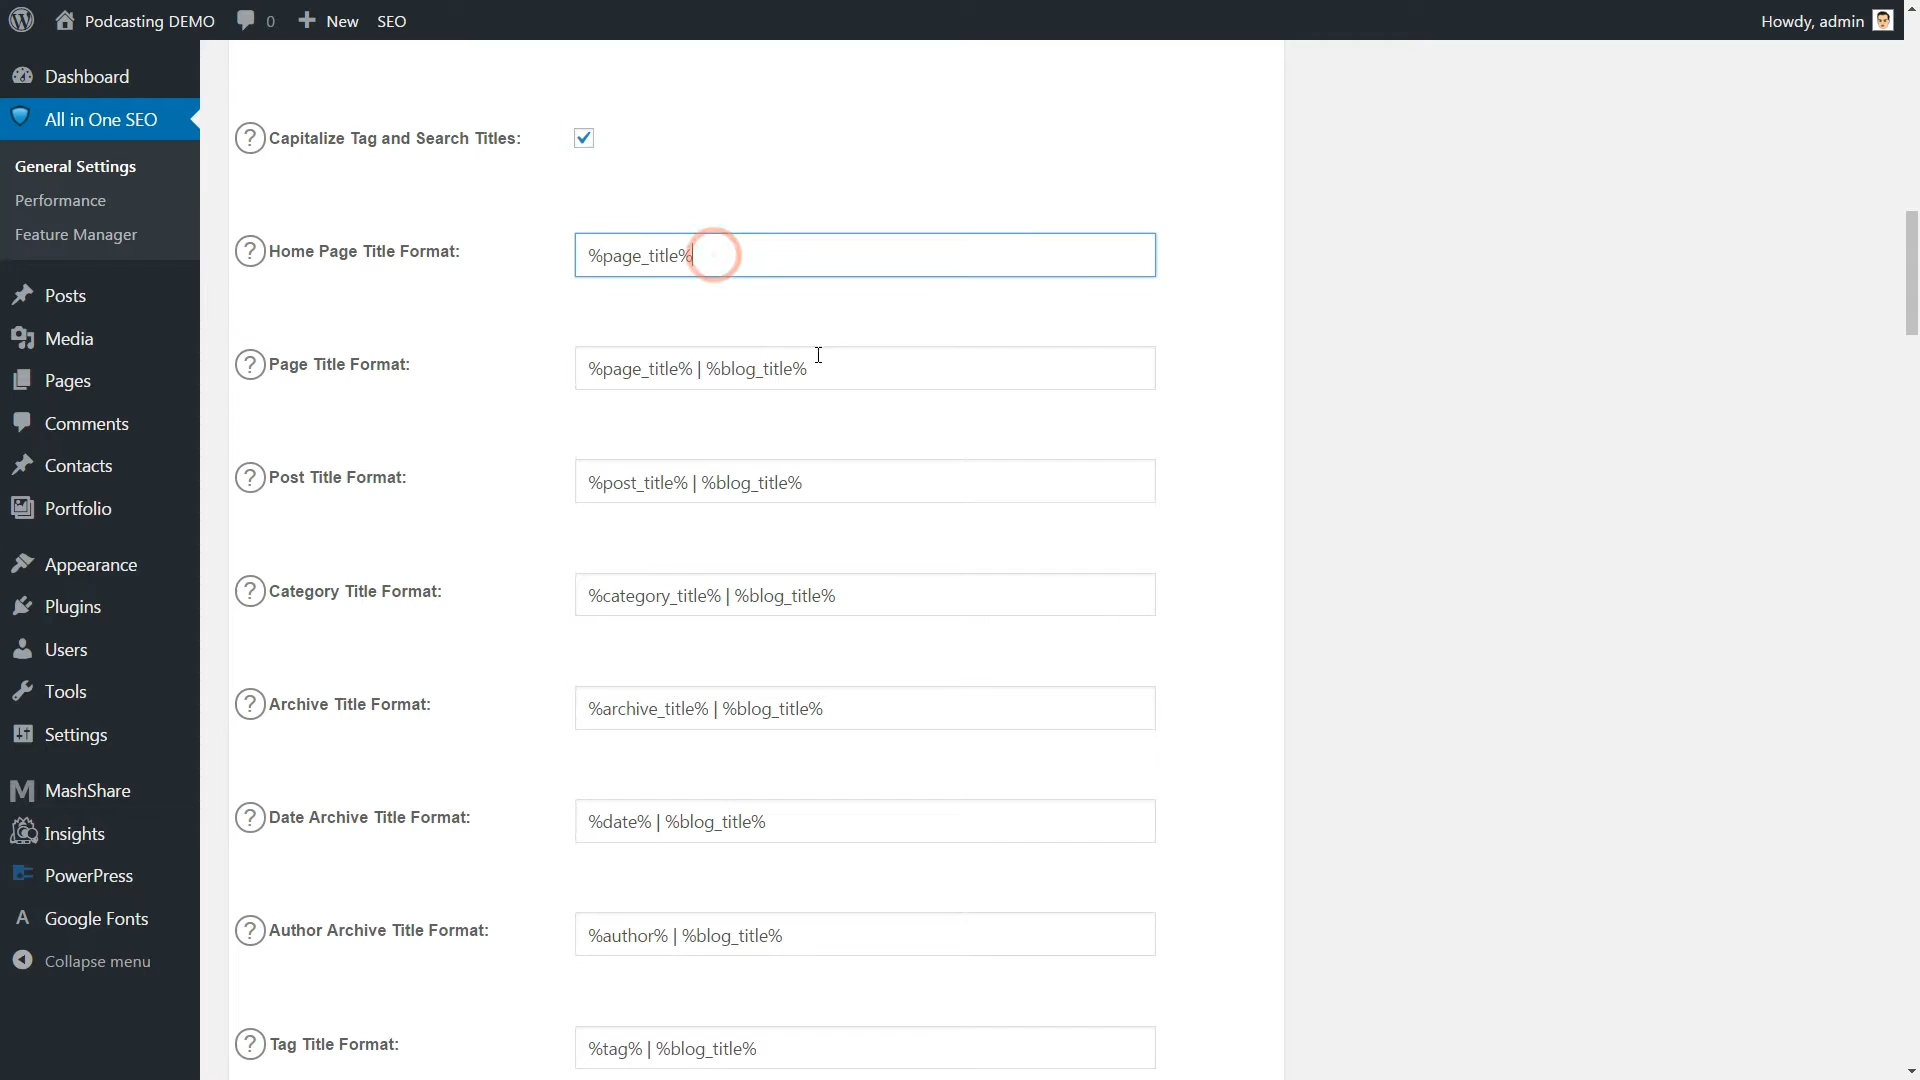 Podcasting DEMO
0
New
SEO
Howdy, admin
Dashboard
All in One SEO
General Settings
Performance
Feature Manager
Posts
Media
Pages
Comments
Contacts
Portfolio
Appearance
Plugins
Users
Tools
Settings
MashShare
Insights
PowerPress
Google Fonts
Collapse menu
? Capitalize Tag and Search Titles:
? Home Page Title Format: %page_title%
? Page Title Format: %page_title% | %blog_title%
? Post Title Format: %post_title% | %blog_title%
? Category Title Format: %category_title% | %blog_title%
? Archive Title Format: %archive_title% | %blog_title%
? Date Archive Title Format: %date% | %blog_title%
? Author Archive Title Format: %author% | %blog_title%
? Tag Title Format: %tag% | %blog_title%